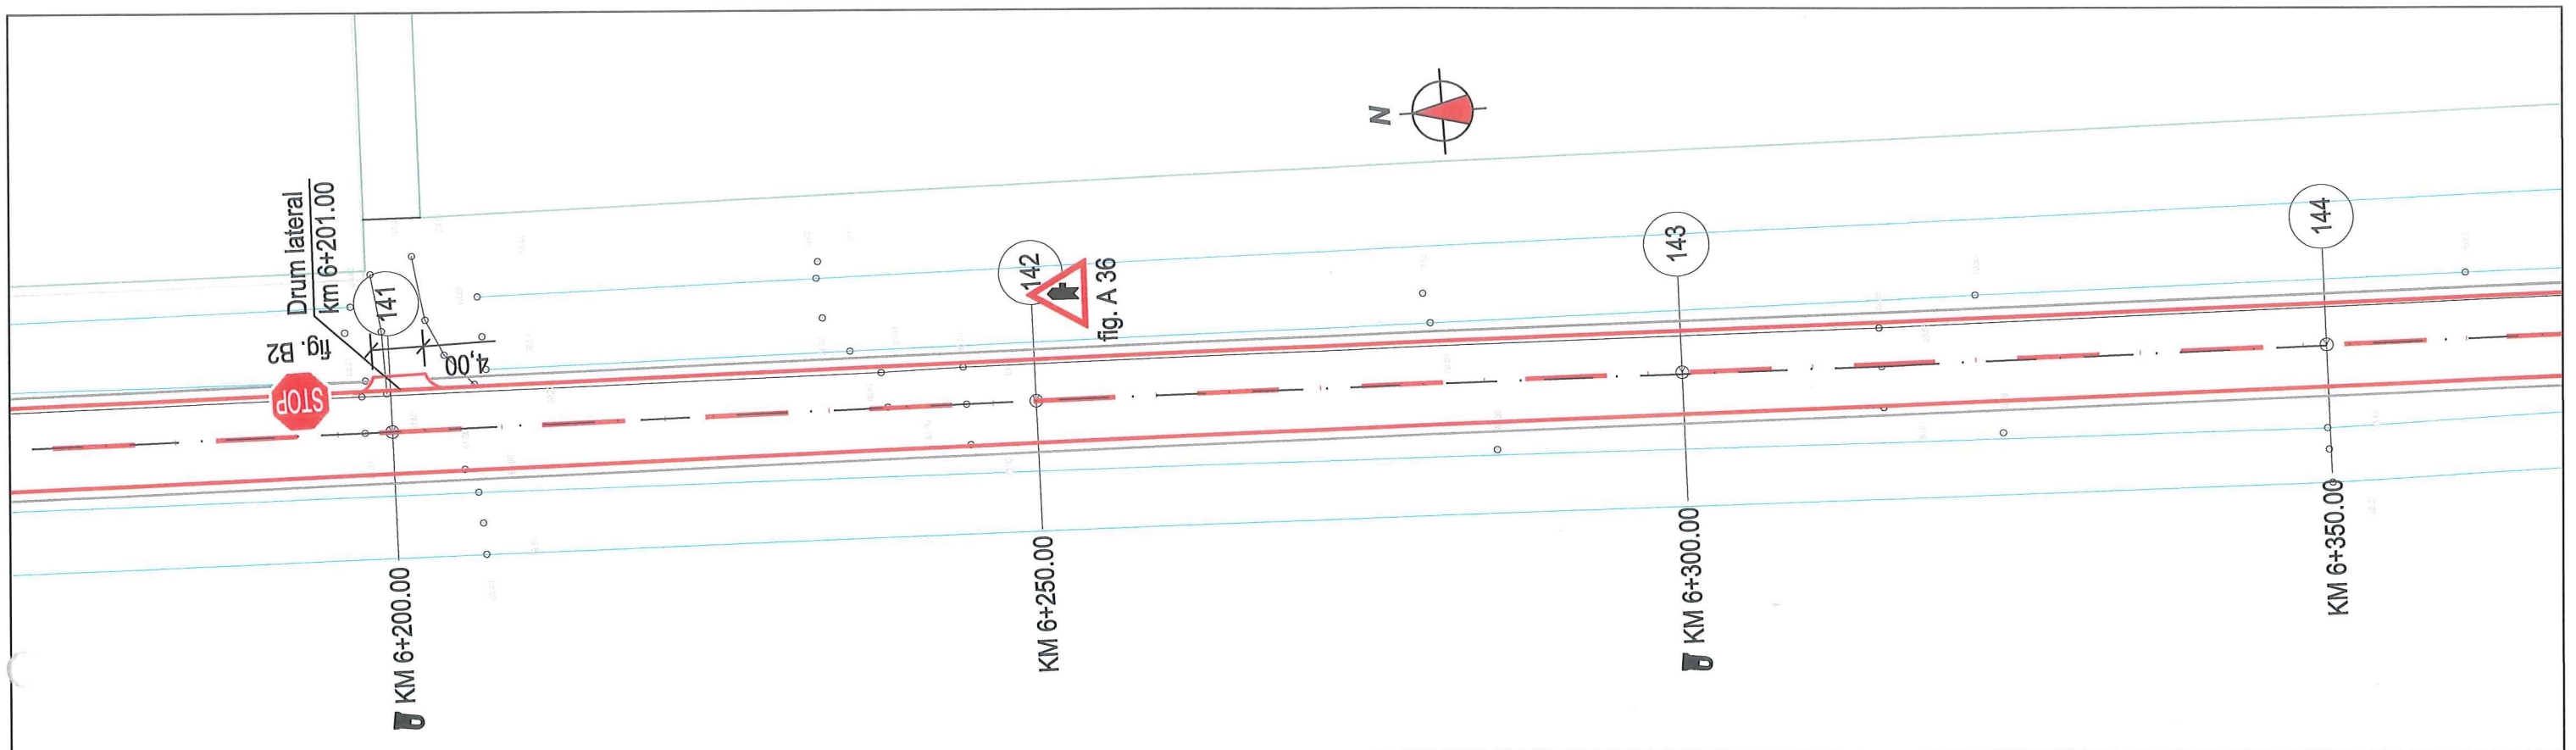 Drum lateral
km 6+201.00
fig. B2
STOP
141
4,00
142
fig. A 36
N
143
144
KM 6+200.00
KM 6+250.00
KM 6+300.00
KM 6+350.00